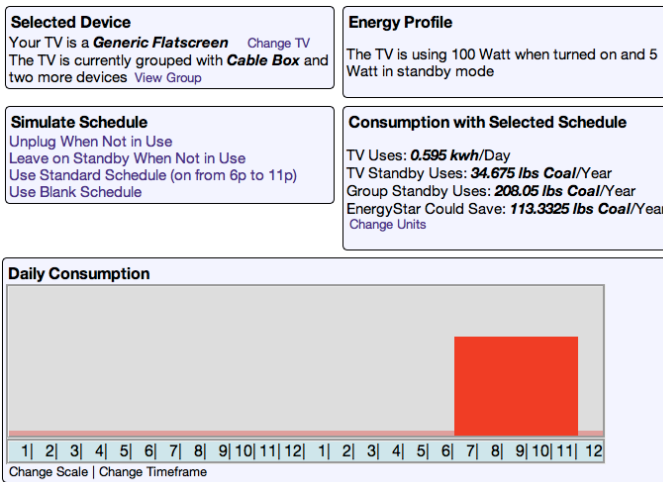 Selected Device
Your TV is a Generic Flatscreen Change TV
The TV is currently grouped with Cable Box and
two more devices View Group
Energy Profile
The TV is using 100 Watt when turned on and 5
Watt in standby mode
Simulate Schedule
Unplug When Not in Use
Leave on Standby When Not in Use
Use Standard Schedule (on from 6p to 11p)
Use Blank Schedule
Consumption with Selected Schedule
TV Uses: 0.595 kwh/Day
TV Standby Uses: 34.675 lbs Coal/Year
Group Standby Uses: 208.05 lbs Coal/Year
EnergyStar Could Save: 113.3325 lbs Coal/Year
Change Units
Daily Consumption
1| 2| 3| 4| 5| 6| 7| 8| 9|10|11|12| 1| 2| 3| 4| 5| 6| 7| 8| 9|10|11| 12
Change Scale | Change Timeframe